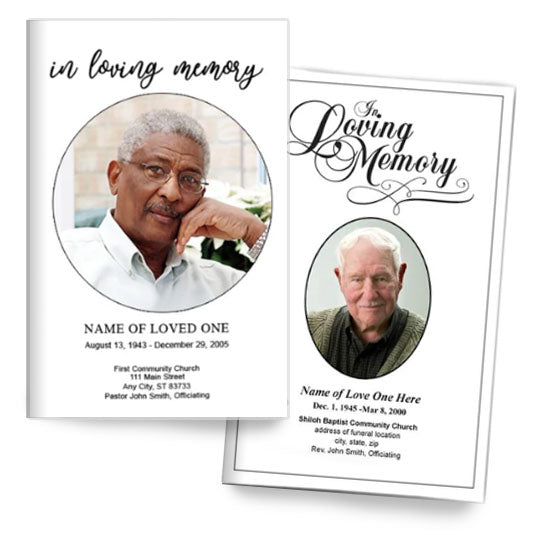 in loving memory
NAME OF LOVED ONE
August 13, 1943 - December 29, 2005
First Community Church
111 Main Street
Any City, ST 83733
Pastor John Smith, Officiating
In
Loving
Memory
Name of Love One Here
Dec. 1, 1945 -Mar 8, 2000
Shiloh Baptist Community Church
address of funeral location
city, state, zip
Rev. John Smith, Officiating